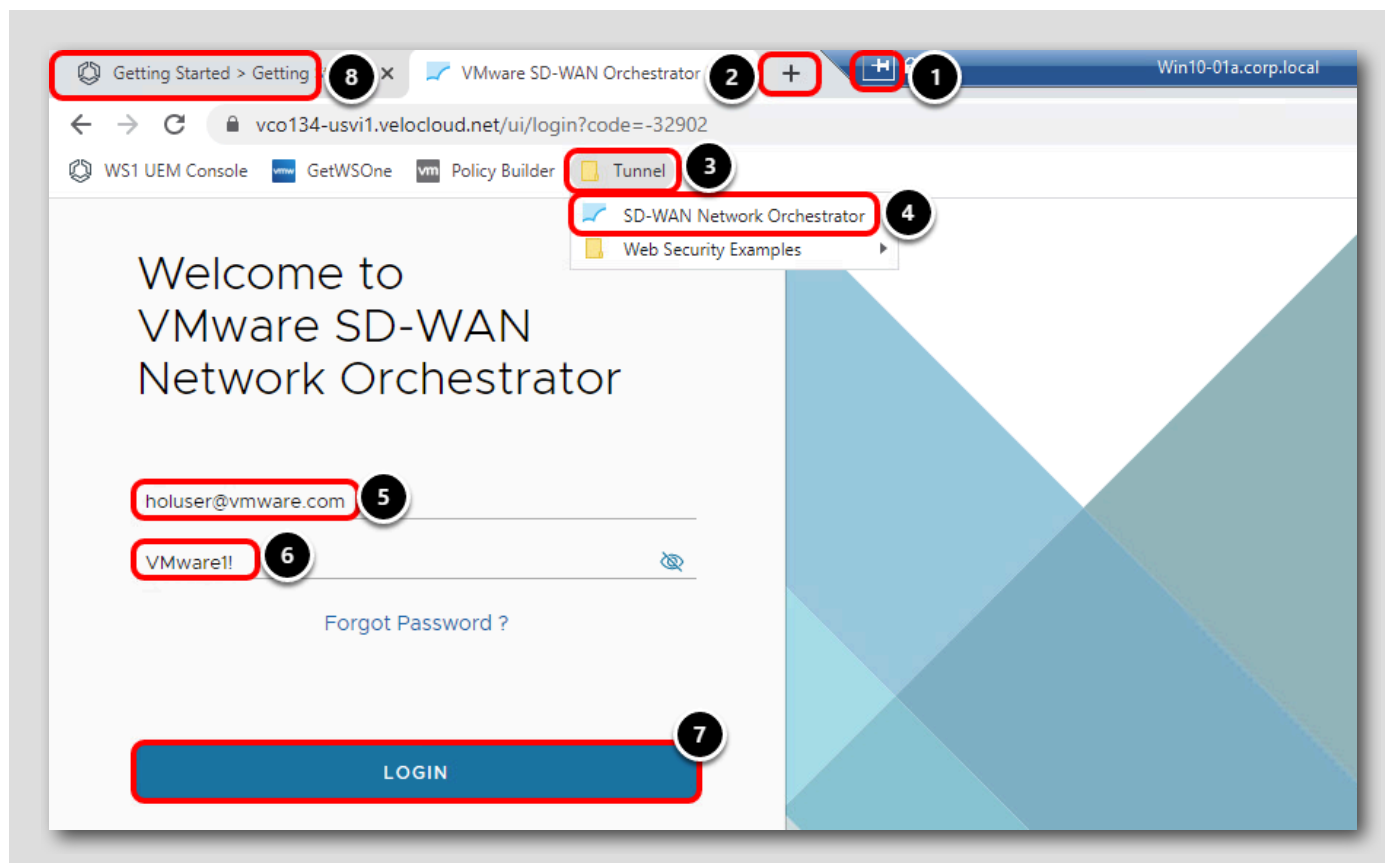 Getting Started > Getting 8 VMware SD-WAN Orchestrator 2 1 Win10-01a.corp.local
vco134-usvi1.velocloud.net/ui/login?code=-32902
WS1 UEM Console vmw GetWSOne vm Policy Builder Tunnel 3
SD-WAN Network Orchestrator 4
Web Security Examples
Welcome to
VMware SD-WAN
Network Orchestrator
holuser@vmware.com 5
VMware1! 6
Forgot Password ?
7
LOGIN